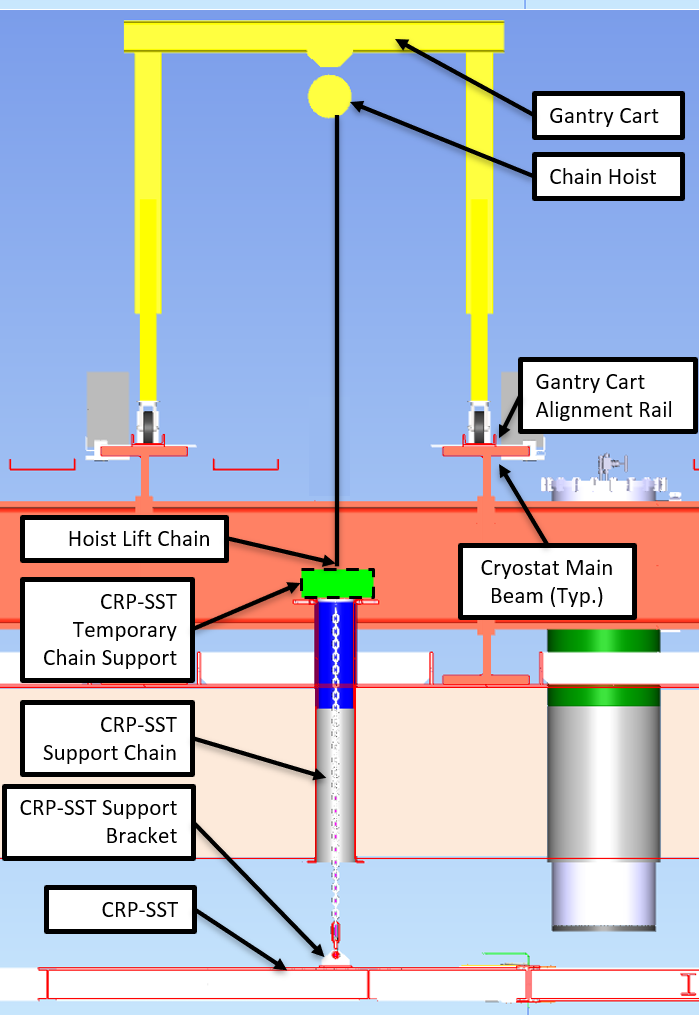 Gantry Cart
Chain Hoist
Gantry Cart
Alignment Rail
Hoist Lift Chain
Cryostat Main
Beam (Typ.)
CRP-SST
Temporary
Chain Support
CRP-SST
Support Chain
CRP-SST Support
Bracket
CRP-SST